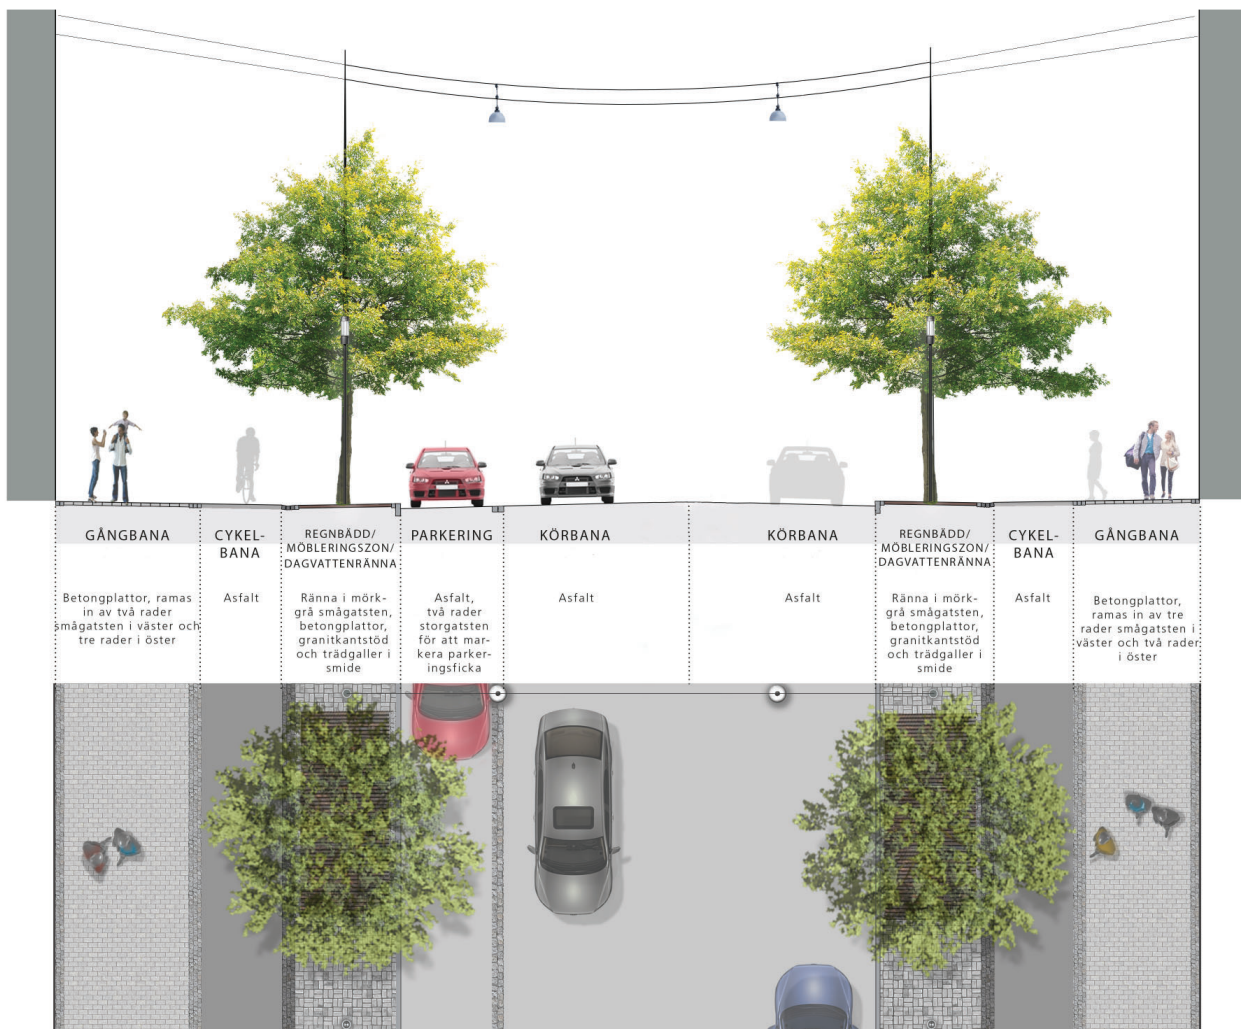 GÅNGBANA
CYKEL-
BANA
REGNBÄDD/
MÖBLERINGSZON/
DAGVATTENRÄNNA
PARKERING
KÖRBANA
KÖRBANA
REGNBÄDD/
MÖBLERINGSZON/
DAGVATTENRÄNNA
CYKEL-
BANA
GÅNGBANA
Betongplattor, ramas
in av två rader
smågatsten i väster och
tre rader i öster
Asfalt
Ränna i mörk-
grå smågatsten,
betongplattor,
granitkantstöd
och trädgaller i
smide
Asfalt,
två rader
storgatsten
för att mar-
kera parker-
ingsficka
Asfalt
Asfalt
Ränna i mörk-
grå smågatsten,
betongplattor,
granitkantstöd
och trädgaller i
smide
Asfalt
Betongplattor,
ramas in av tre
rader smågatsten i
väster och två rader
i öster